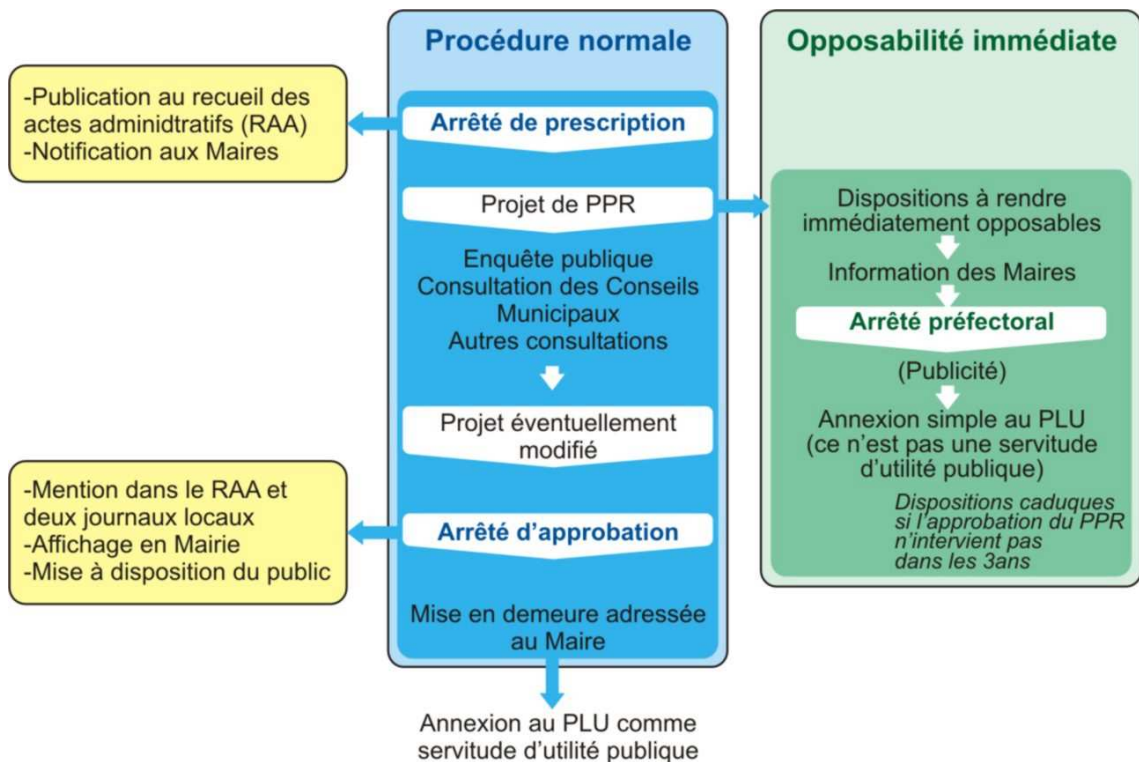 Procédure normale
Opposabilité immédiate
-Publication au recueil des
actes adminidtratifs (RAA)
-Notification aux Maires
Arrêté de prescription
Projet de PPR
Enquête publique
Consultation des Conseils
Municipaux
Autres consultations
Projet éventuellement
modifié
-Mention dans le RAA et
deux journaux locaux
-Affichage en Mairie
-Mise à disposition du public
Arrêté d'approbation
Mise en demeure adressée
au Maire
Annexion au PLU comme
servitude d'utilité publique
Dispositions à rendre
immédiatement opposables
Information des Maires
Arrêté préfectoral
(Publicité)
Annexion simple au PLU
(ce n'est pas une servitude
d'utilité publique)
Dispositions caduques
si l'approbation du PPR
n'intervient pas
dans les 3ans